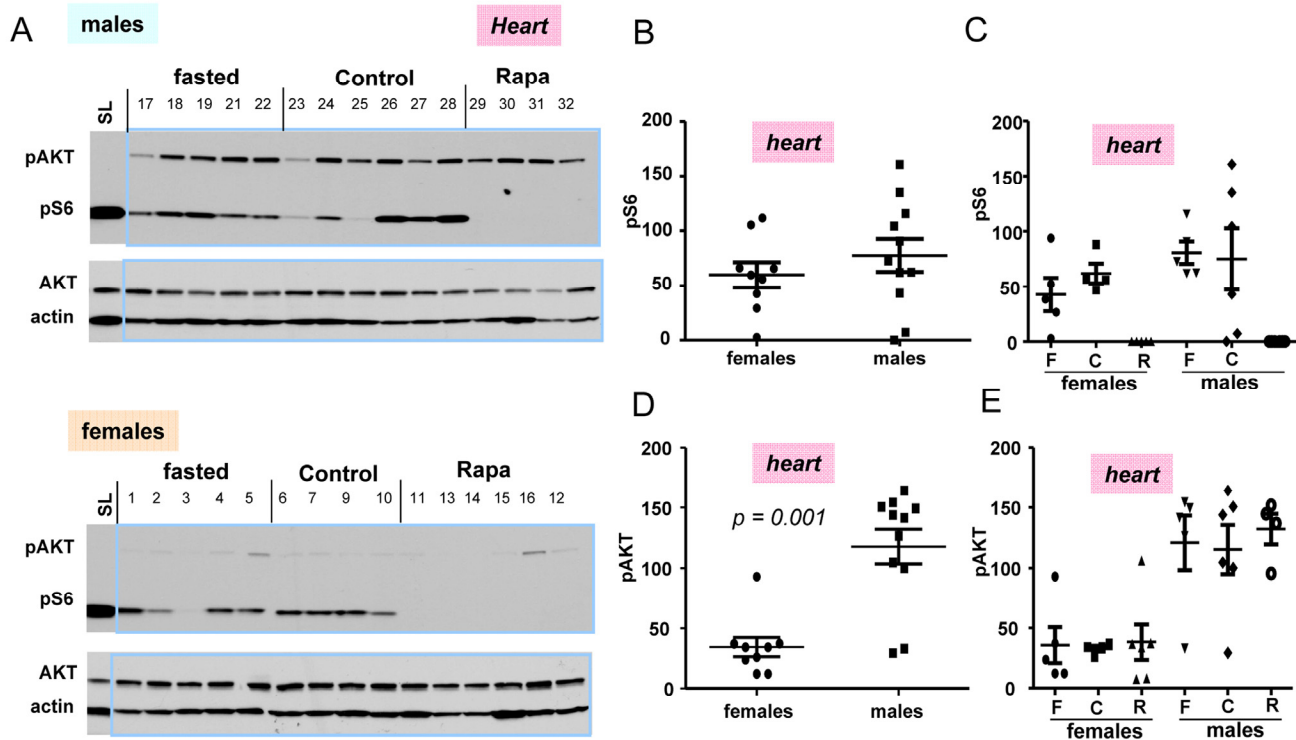 A
males
Heart
fasted Control Rapa
SL 17 18 19 21 22 23 24 25 26 27 28 29 30 31 32
pAKT
pS6
AKT
actin
females
fasted Control Rapa
SL 1 2 3 4 5 6 7 9 10 11 13 14 15 16 12
pAKT
pS6
AKT
actin
B
heart
pS6
200
150
100
50
0
females males
C
heart
pS6
200
150
100
50
0
F C R F C
females males
D
heart
p = 0.001
pAKT
200
150
100
50
0
females males
E
heart
pAKT
200
150
100
50
0
F C R F C R
females males